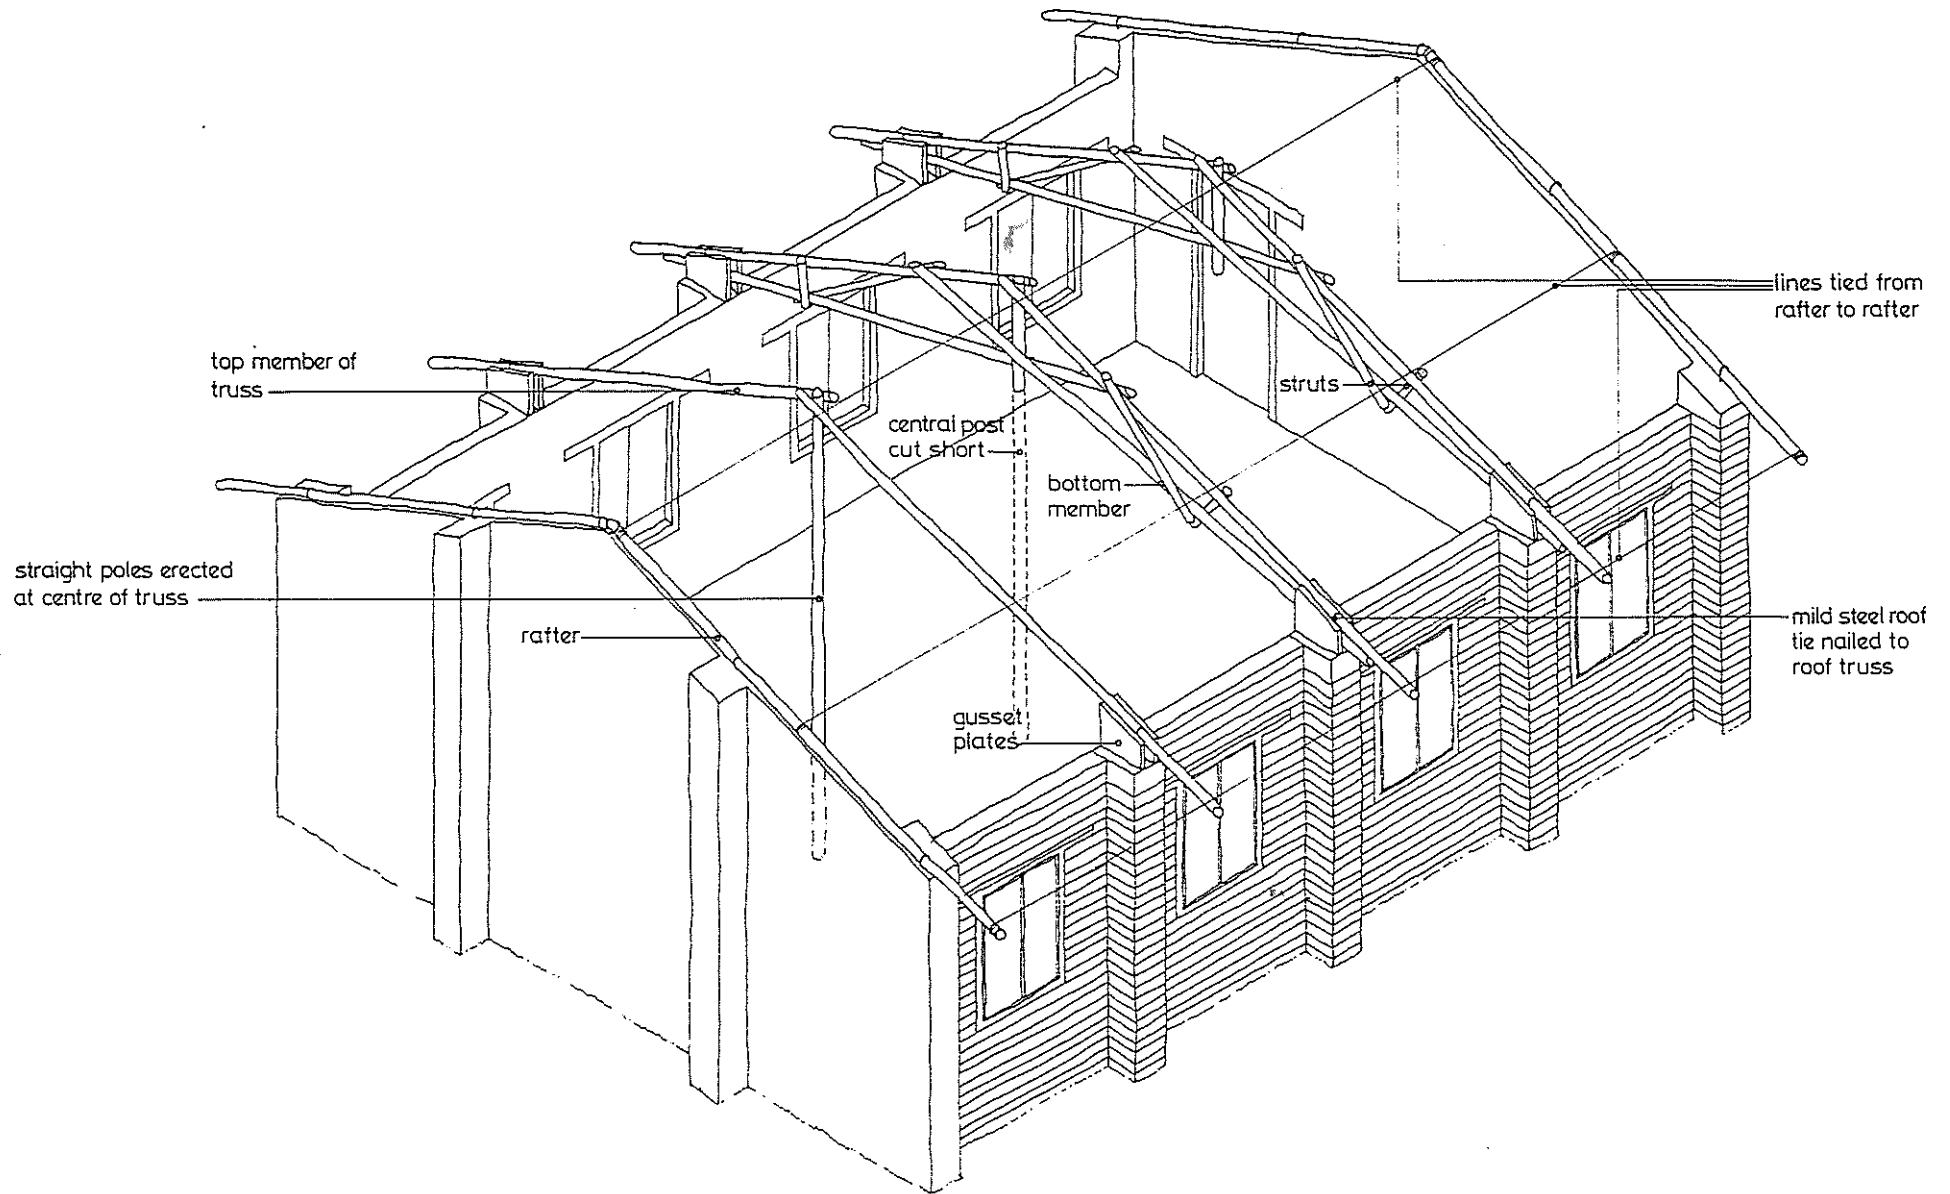 lines tied from
rafter to rafter
top member of
truss
struts
central post
cut short
bottom
member
straight poles erected
at centre of truss
rafter
mild steel roof
tie nailed to
roof truss
gusset
plates